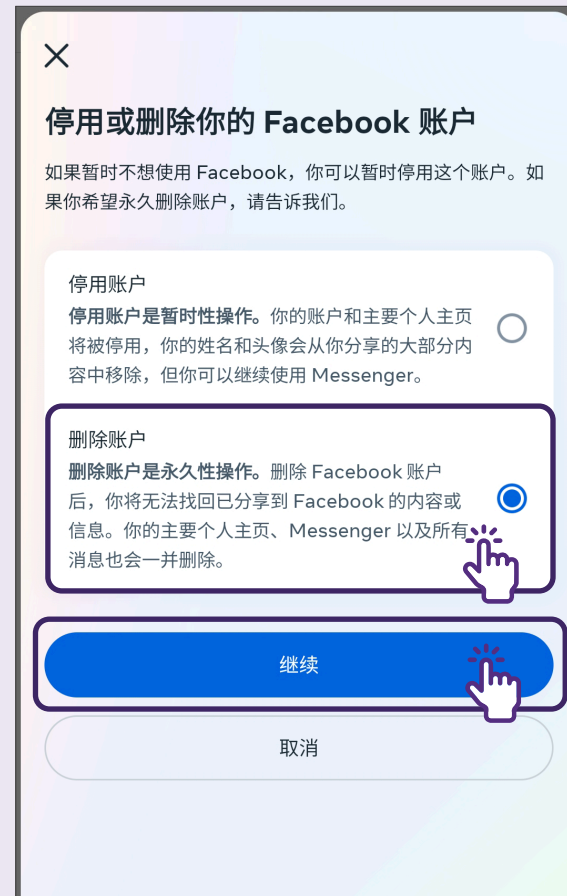 停用或删除你的 Facebook 账户
如果暂时不想使用 Facebook，你可以暂时停用这个账户。如
果你希望永久删除账户，请告诉我们。
停用账户
停用账户是暂时性操作。你的账户和主要个人主页
将被停用，你的姓名和头像会从你分享的大部分内
容中移除，但你可以继续使用 Messenger。
删除账户
删除账户是永久性操作。删除 Facebook 账户
后，你将无法找回已分享到 Facebook 的内容或
信息。你的主要个人主页、Messenger 以及所有
消息也会一并删除。
继续
取消